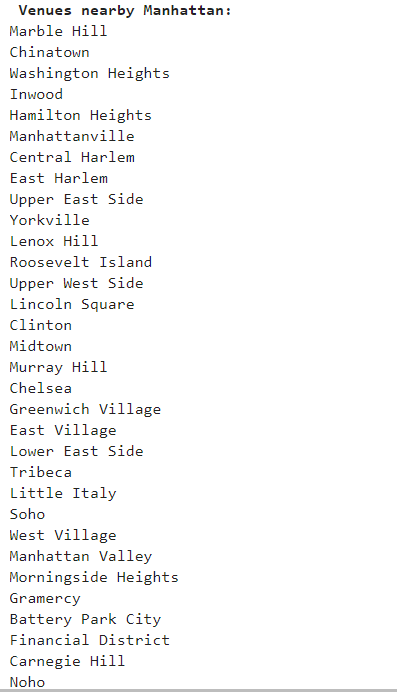 Venues nearby Manhattan:
Marble Hill
Chinatown
Washington Heights
Inwood
Hamilton Heights
Manhattanville
Central Harlem
East Harlem
Upper East Side
Yorkville
Lenox Hill
Roosevelt Island
Upper West Side
Lincoln Square
Clinton
Midtown
Murray Hill
Chelsea
Greenwich Village
East Village
Lower East Side
Tribeca
Little Italy
Soho
West Village
Manhattan Valley
Morningside Heights
Gramercy
Battery Park City
Financial District
Carnegie Hill
Noho